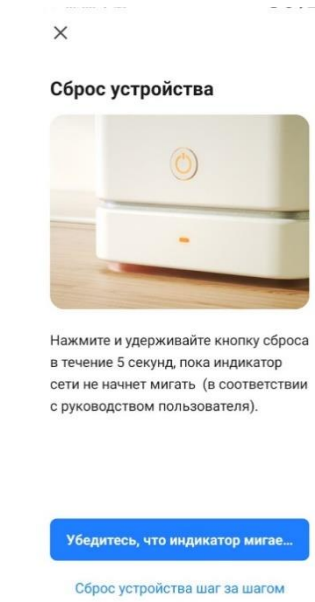 Сброс устройства
Нажмите и удерживайте кнопку сброса
в течение 5 секунд, пока индикатор
сети не начнет мигать (в соответствии
с руководством пользователя).
Убедитесь, что индикатор мигае...
Сброс устройства шаг за шагом